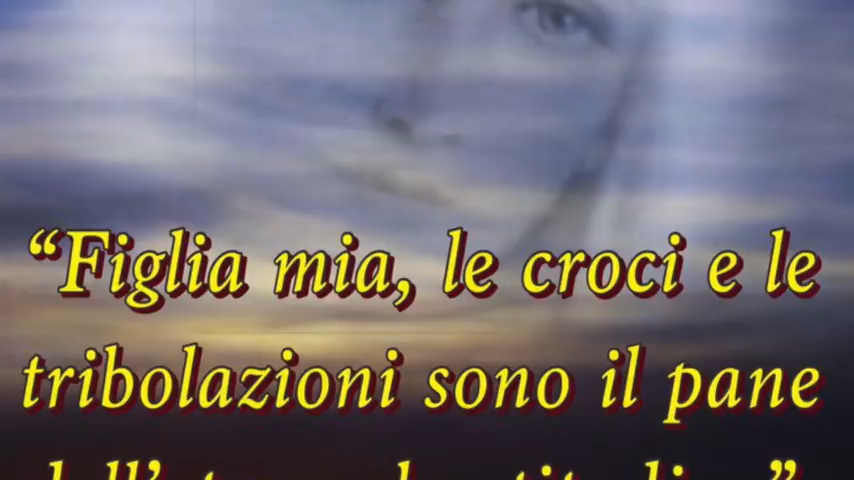 “Figlia mia, le croci e le
tribolazioni sono il pane